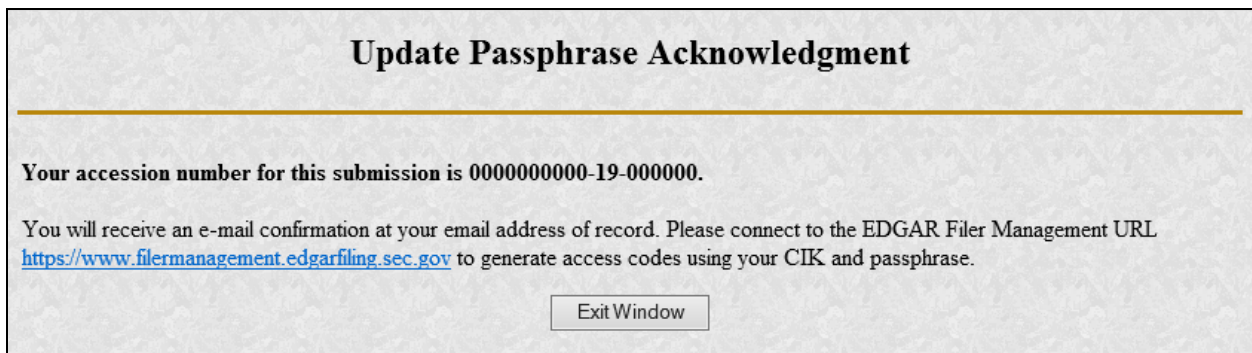 Update Passphrase Acknowledgment
Your accession number for this submission is 0000000000-19-000000.
You will receive an e-mail confirmation at your email address of record. Please connect to the EDGAR Filer Management URL
https://www.filermanagement.edgarfiling.sec.gov to generate access codes using your CIK and passphrase.
Exit Window